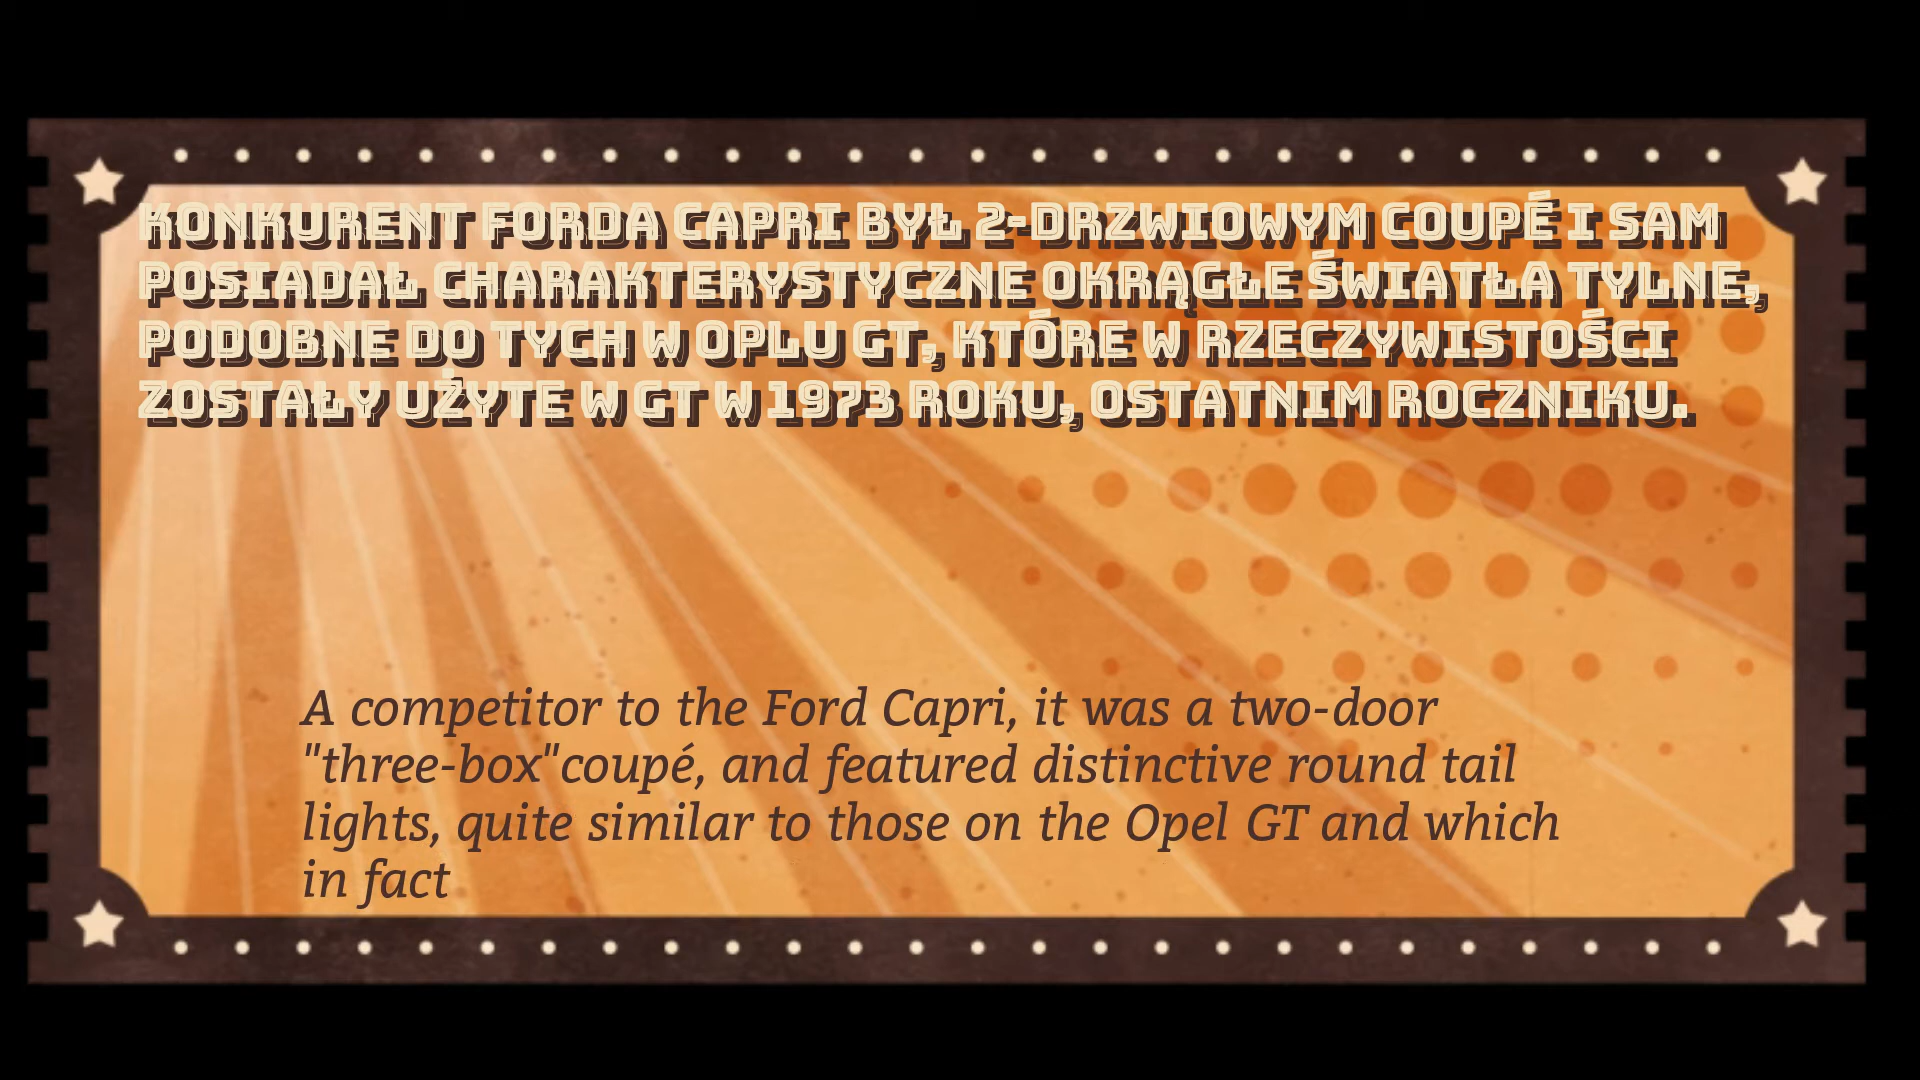 KONKURENT FORDA CAPRI BYŁ 2-DRZWIOWYM COUPÉ I SAM
POSIADAŁ CHARAKTERYSTYCZNE OKRĄGŁE ŚWIATŁA TYLNE,
PODOBNE DO TYCH W OPLU GT, KTÓRE W RZECZYWISTOŚCI
ZOSTAŁY UŻYTE W GT W 1973 ROKU, OSTATNIM ROCZNIKU.
A competitor to the Ford Capri, it was a two-door
"three-box"coupé, and featured distinctive round tail
lights, quite similar to those on the Opel GT and which
in fact